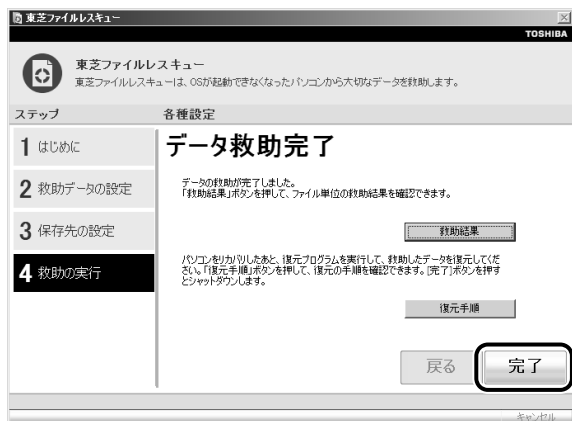 東芝ファイルレスキュー
TOSHIBA
東芝ファイルレスキュー
東芝ファイルレスキューは、OSが起動できなくなったパソコンから大切なデータを救助します。
ステップ
各種設定
1 はじめに
2 救助データの設定
3 保存先の設定
4 救助の実行
データ救助完了
データの救助が完了しました。
「救助結果」ボタンを押して、ファイル単位の救助結果を確認できます。
救助結果
パソコンをリカバリしたあと、復元プログラムを実行して、救助したデータを復元してくだ
さい。「復元手順」ボタンを押して、復元の手順を確認できます。[完了]ボタンを押す
とシャットダウンします。
復元手順
戻る
完了
キャンセル